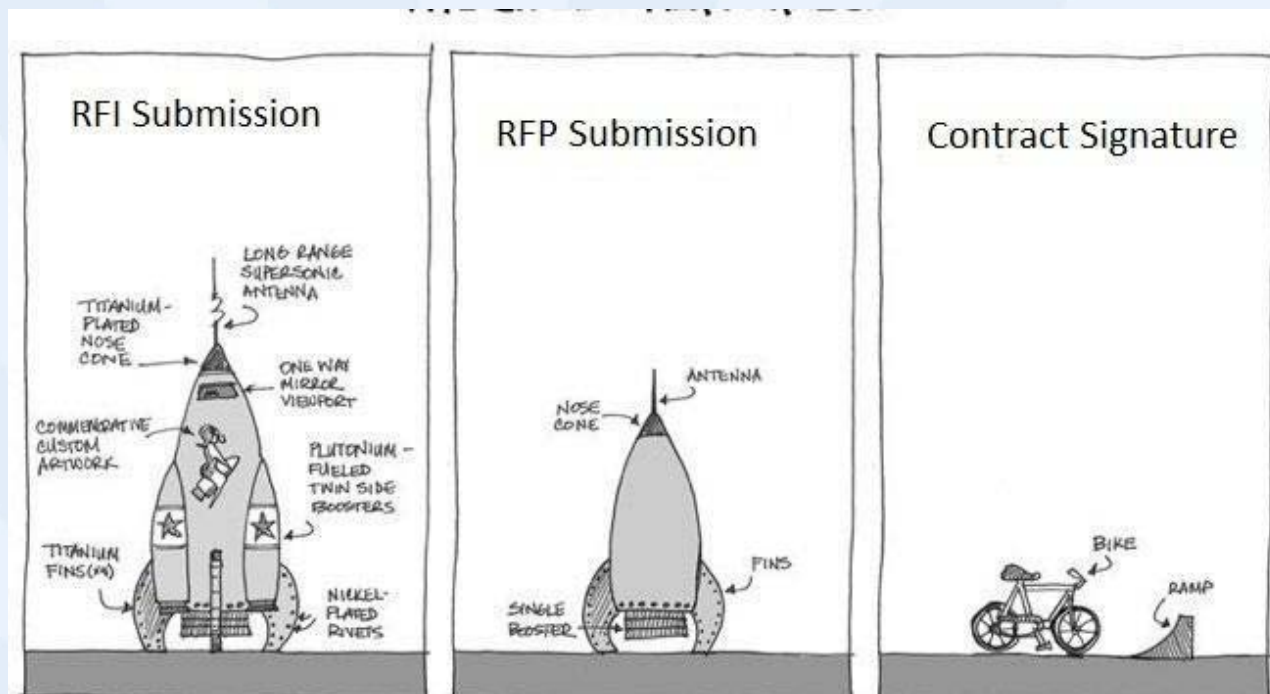 RFI Submission
LONG RANGE
SUPERSONIC
ANTENNA
TITANIUM-
PLATED
NOSE
CONE
ONE WAY
MIRROR
VIEWPORT
COMMEMORATIVE
CUSTOM
ARTWORK
PLUTONIUM-
FUELED
TWIN SIDE
BOOSTERS
TITANIUM
FINS (x4)
NICKEL-
PLATED
RIVETS
RFP Submission
ANTENNA
NOSE
CONE
FINS
SINGLE
BOOSTER
Contract Signature
BIKE
RAMP